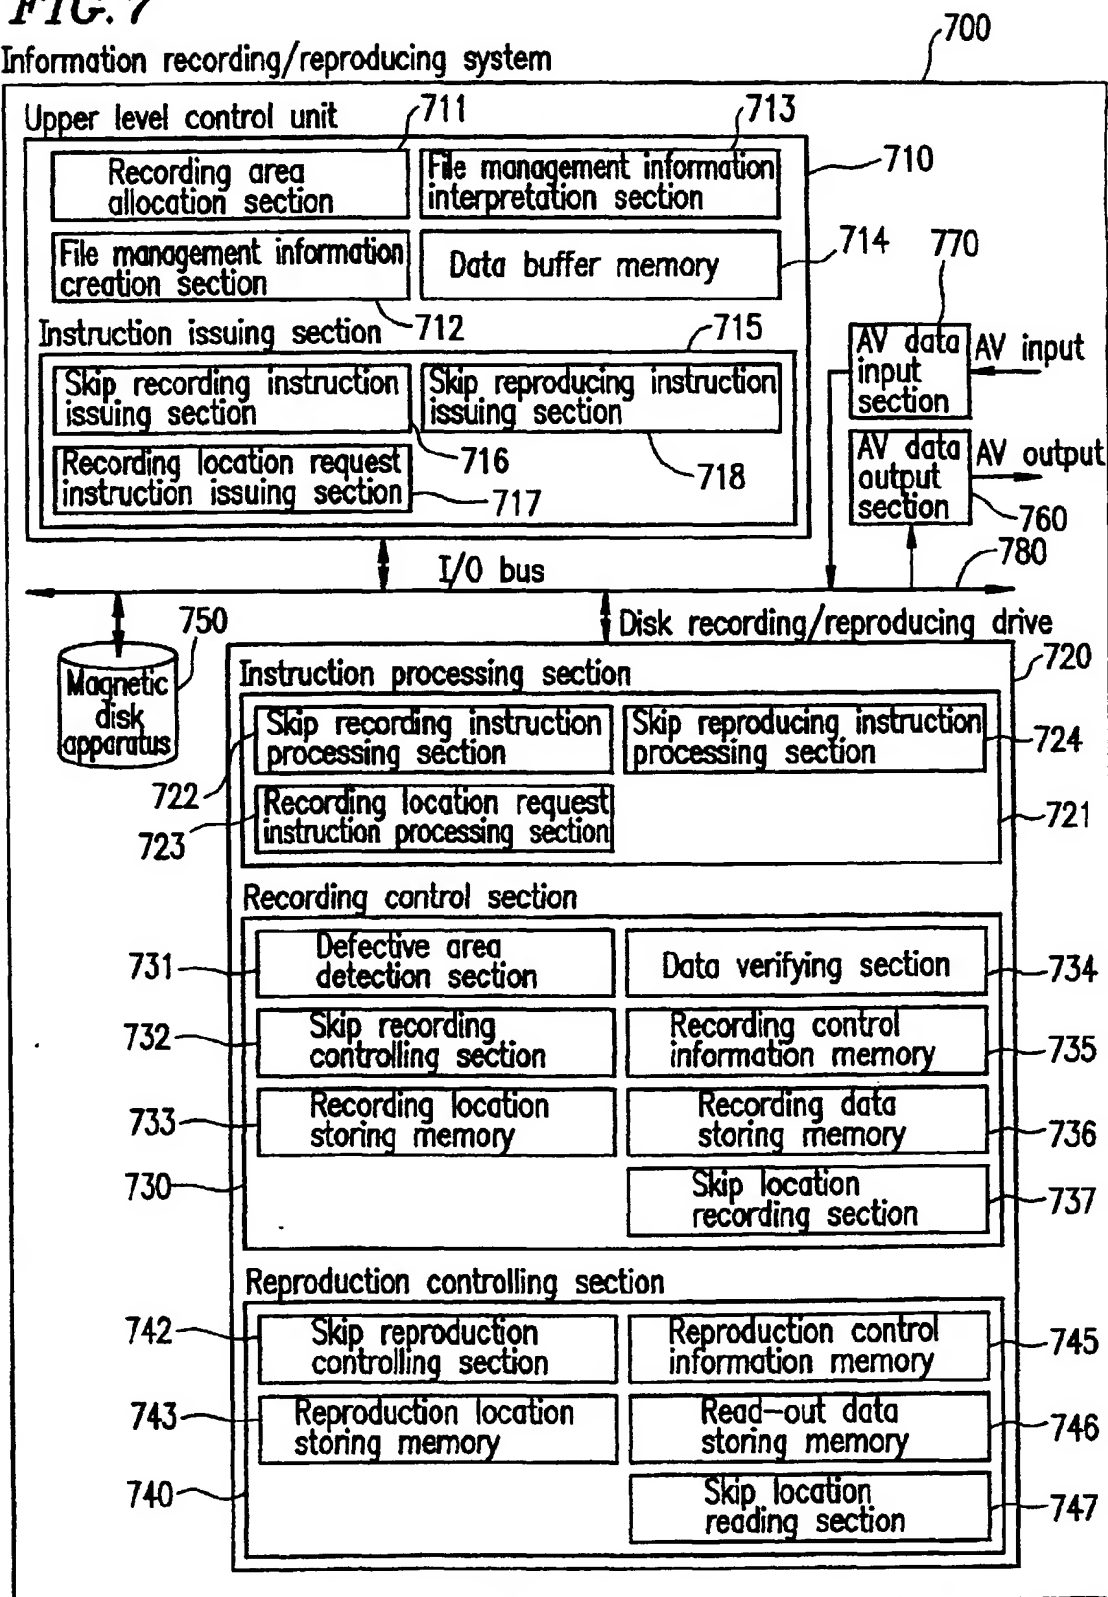 FIG. 7
700
Information recording/reproducing system
Upper level control unit
711
713
710
Recording area
allocation section
File management information
interpretation section
File management information
creation section
712
Data buffer memory
714
770
Instruction issuing section
715
Skip recording instruction
issuing section
716
Skip reproducing instruction
issuing section
718
Recording location request
instruction issuing section
717
AV data
input
section
AV input
AV data
output
section
AV output
760
780
I/O bus
750
Magnetic
disk
apparatus
Disk recording/reproducing drive
720
Instruction processing section
Skip recording instruction
processing section
722
Skip reproducing instruction
processing section
724
Recording location request
instruction processing section
723
721
Recording control section
731
Defective area
detection section
Data verifying section
734
732
Skip recording
controlling section
Recording control
information memory
735
733
Recording location
storing memory
Recording data
storing memory
736
730
Skip location
recording section
737
Reproduction controlling section
742
Skip reproduction
controlling section
Reproduction control
information memory
745
743
Reproduction location
storing memory
Read-out data
storing memory
746
740
Skip location
reading section
747